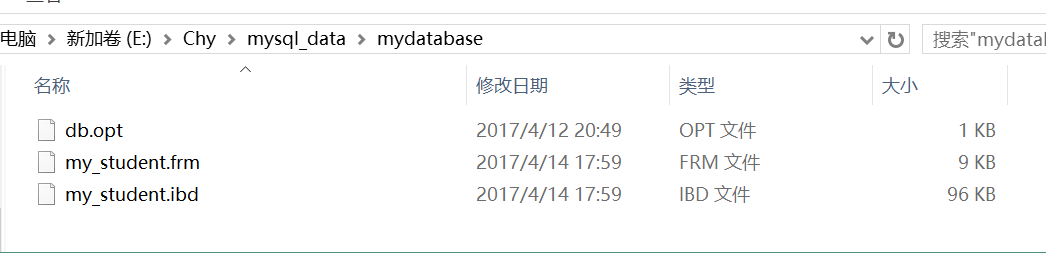 电脑 新加卷 (E:) Chy mysql_data mydatabase 搜索"mydatal
名称 修改日期 类型 大小
db.opt 2017/4/12 20:49 OPT 文件 1 KB
my_student.frm 2017/4/14 17:59 FRM 文件 9 KB
my_student.ibd 2017/4/14 17:59 IBD 文件 96 KB